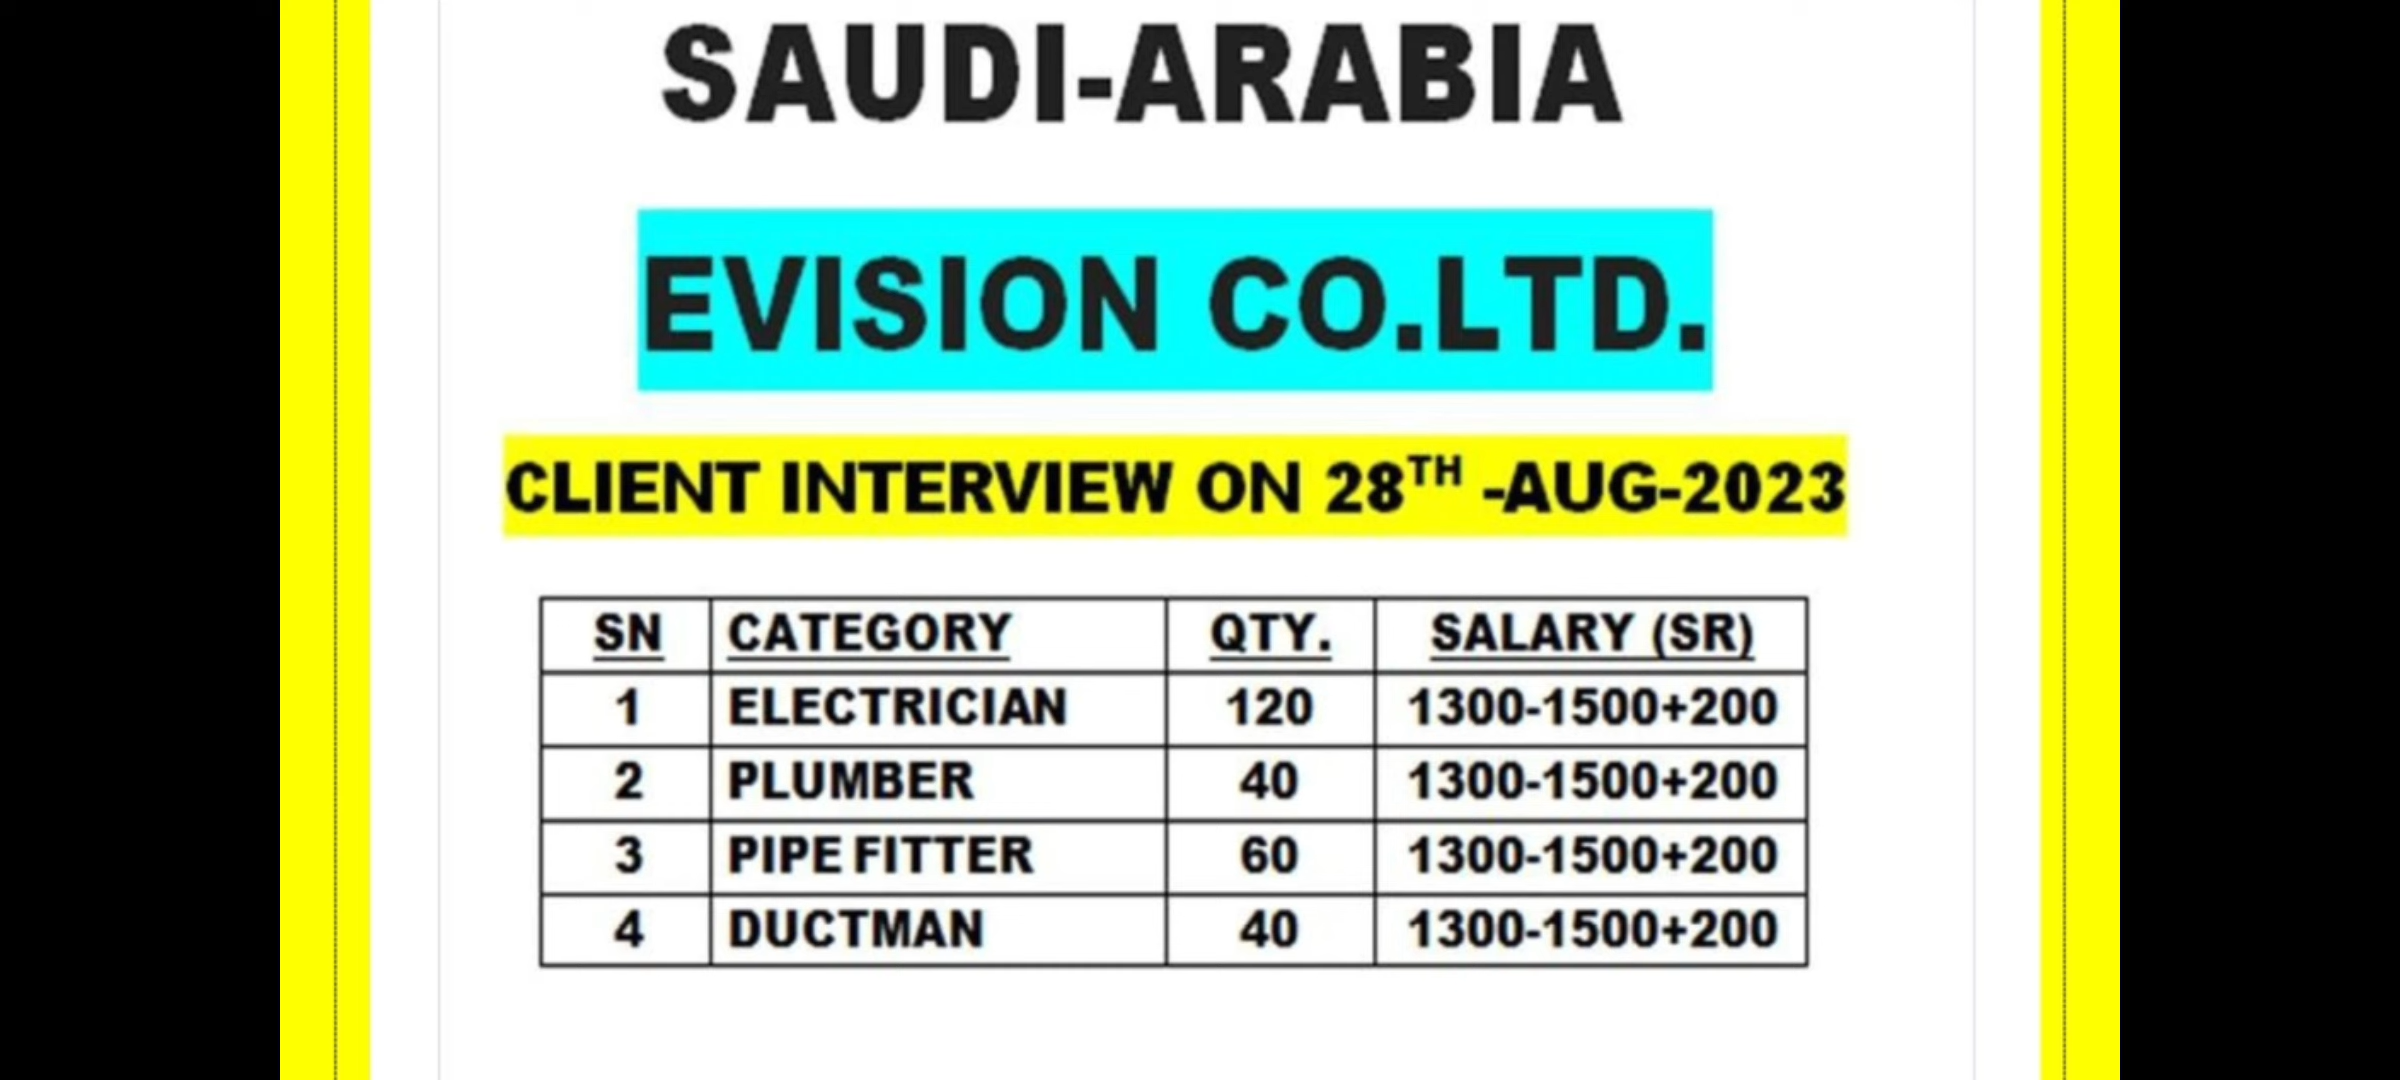 SAUDI-ARABIA
EVISION CO.LTD.
CLIENT INTERVIEW ON 28TH -AUG-2023
SN CATEGORY QTY. SALARY (SR)
1 ELECTRICIAN 120 1300-1500+200
2 PLUMBER 40 1300-1500+200
3 PIPE FITTER 60 1300-1500+200
4 DUCTMAN 40 1300-1500+200